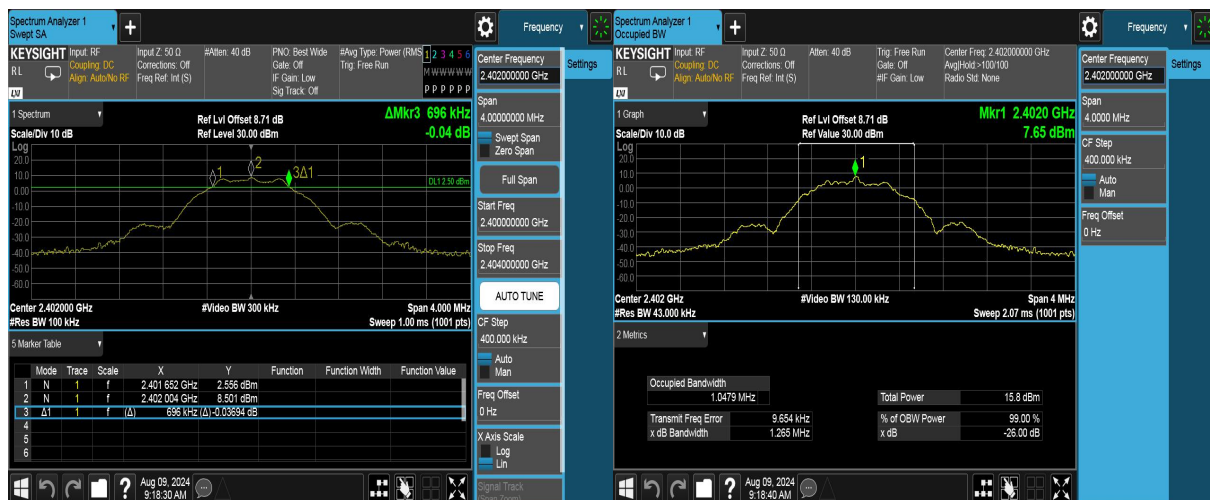 Spectrum Analyzer 1
Swept SA
Frequency
KEYSIGHT
RL
LXI
Input: RF
Coupling: DC
Align: Auto/No RF
Input Z: 50 Ω
Corrections: Off
Freq Ref: Int (S)
#Atten: 40 dB
PNO: Best Wide
Gate: Off
IF Gain: Low
Sig Track: Off
#Avg Type: Power (RMS
Trig: Free Run
1 2 3 4 5 6
M W W W W W
P P P P P P
Center Frequency
2.402000000 GHz
Settings
Span
4.00000000 MHz
Swept Span
Zero Span
Full Span
Start Freq
2.400000000 GHz
Stop Freq
2.404000000 GHz
AUTO TUNE
CF Step
400.000 kHz
Auto
Man
Freq Offset
0 Hz
X Axis Scale
Log
Lin
Signal Track
(Span Zoom)
1 Spectrum
Scale/Div 10 dB
Ref Lvl Offset 8.71 dB
Ref Level 30.00 dBm
ΔMkr3 696 kHz
-0.04 dB
Log
20.0
10.0
0.00
-10.0
-20.0
-30.0
-40.0
-50.0
-60.0
1
2
3Δ1
DL1 2.50 dBm
Center 2.402000 GHz
#Res BW 100 kHz
#Video BW 300 kHz
Span 4.000 MHz
Sweep 1.00 ms (1001 pts)
5 Marker Table
Mode Trace Scale X Y Function Function Width Function Value
1 N 1 f 2.401 652 GHz 2.556 dBm
2 N 1 f 2.402 004 GHz 8.501 dBm
3 Δ1 1 f (Δ) 696 kHz (Δ) -0.03694 dB
4
5
6
Aug 09, 2024
9:18:30 AM
Spectrum Analyzer 1
Occupied BW
Frequency
KEYSIGHT
RL
LXI
Input: RF
Coupling: DC
Align: Auto/No RF
Input Z: 50 Ω
Corrections: Off
Freq Ref: Int (S)
Atten: 40 dB
Trig: Free Run
Gate: Off
#IF Gain: Low
Center Freq: 2.402000000 GHz
Avg|Hold:>100/100
Radio Std: None
Center Frequency
2.402000000 GHz
Settings
Span
4.0000 MHz
CF Step
400.000 kHz
Auto
Man
Freq Offset
0 Hz
1 Graph
Scale/Div 10.0 dB
Ref Lvl Offset 8.71 dB
Ref Value 30.00 dBm
Mkr1 2.4020 GHz
7.65 dBm
Log
20.0
10.0
0.00
-10.0
-20.0
-30.0
-40.0
-50.0
-60.0
1
Center 2.402 GHz
#Res BW 43.000 kHz
#Video BW 130.00 kHz
Span 4 MHz
Sweep 2.07 ms (1001 pts)
2 Metrics
Occupied Bandwidth
1.0479 MHz
Transmit Freq Error 9.654 kHz
x dB Bandwidth 1.265 MHz
Total Power 15.8 dBm
% of OBW Power 99.00 %
x dB -26.00 dB
Aug 09, 2024
9:18:40 AM